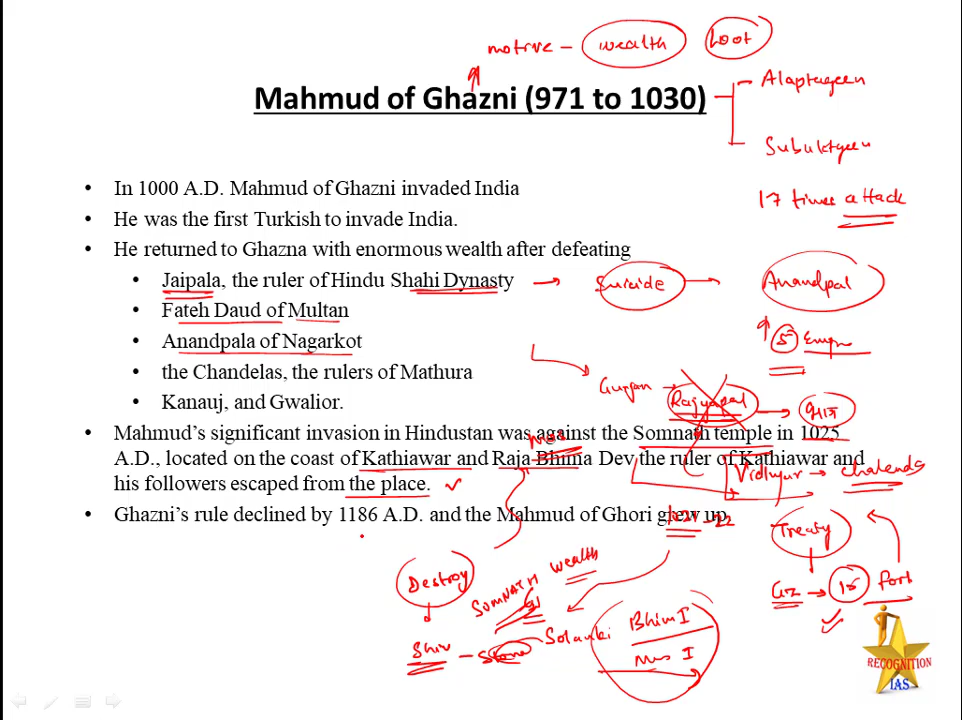 motive - wealth loot
Mahmud of Ghazni (971 to 1030)
Alaptageen
Subuktgeen
17 times attack
• In 1000 A.D. Mahmud of Ghazni invaded India
• He was the first Turkish to invade India.
• He returned to Ghazna with enormous wealth after defeating
• Jaipala, the ruler of Hindu Shahi Dynasty
Suicide
Anandpal
• Fateh Daud of Multan
• Anandpala of Nagarkot
• the Chandelas, the rulers of Mathura
Rajyapal
• Kanauj, and Gwalior.
• Mahmud's significant invasion in Hindustan was against the Somnath temple in 1025
A.D., located on the coast of Kathiawar and Raja Bhima Dev the ruler of Kathiawar and
his followers escaped from the place.
• Ghazni's rule declined by 1186 A.D. and the Mahmud of Ghori grew up.
Treaty
Destroy
SOMNATH wealth
15 fort
Solanki
Bhim I
Shiv - Stone
RECOGNITION
IAS